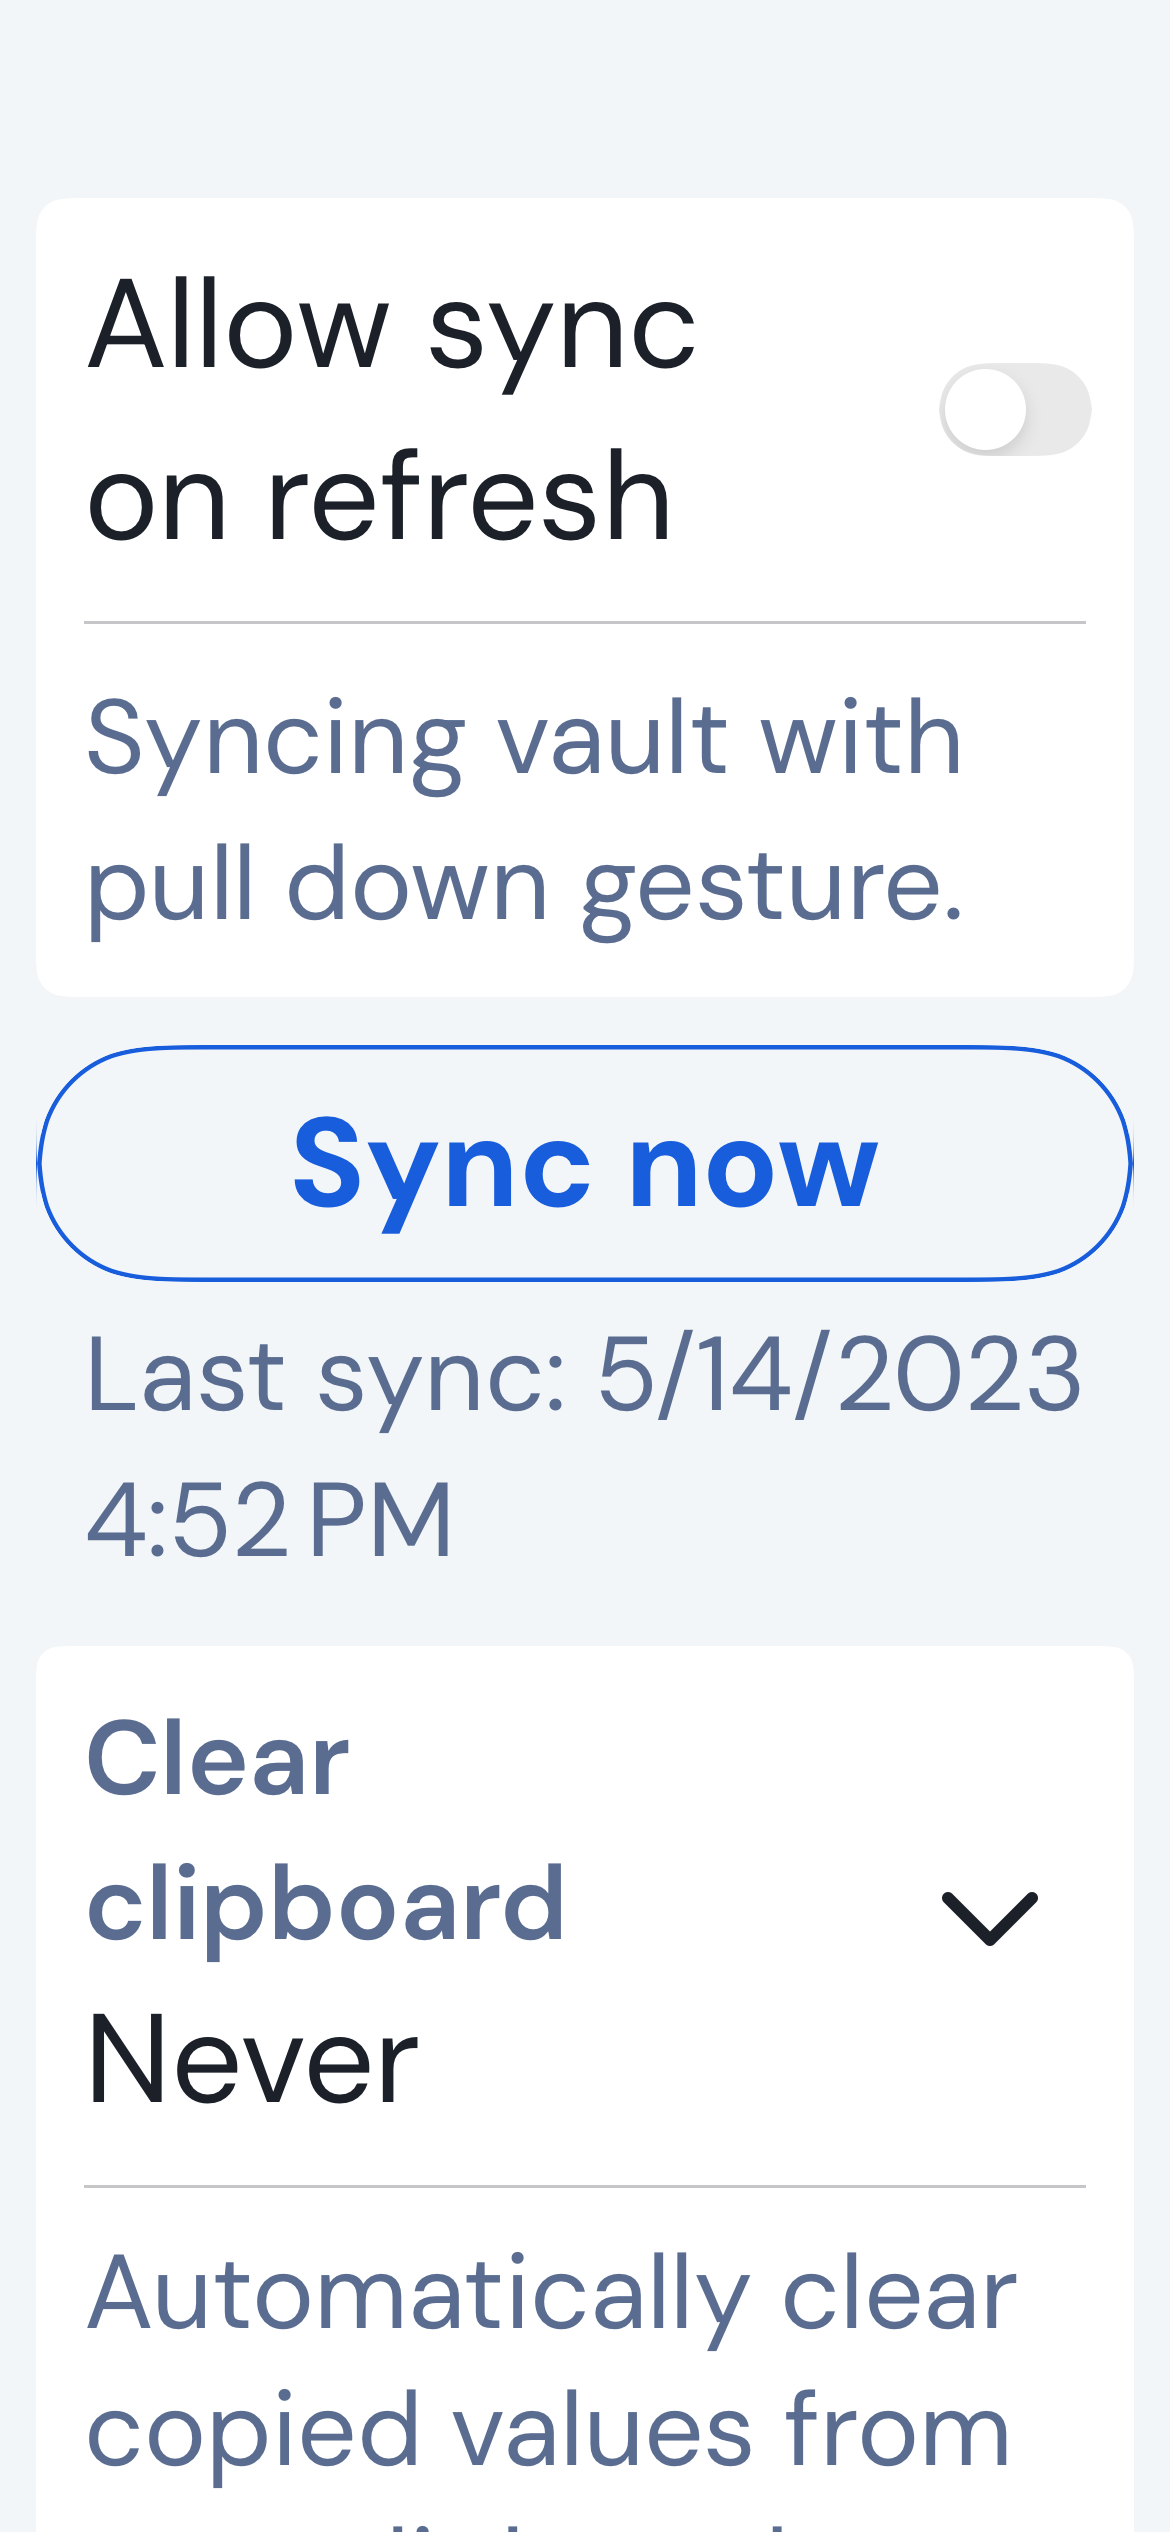 Allow sync
on refresh
Syncing vault with
pull down gesture.
Sync now
Last sync: 5/14/2023
4:52 PM
Clear
clipboard
Never
Automatically clear
copied values from